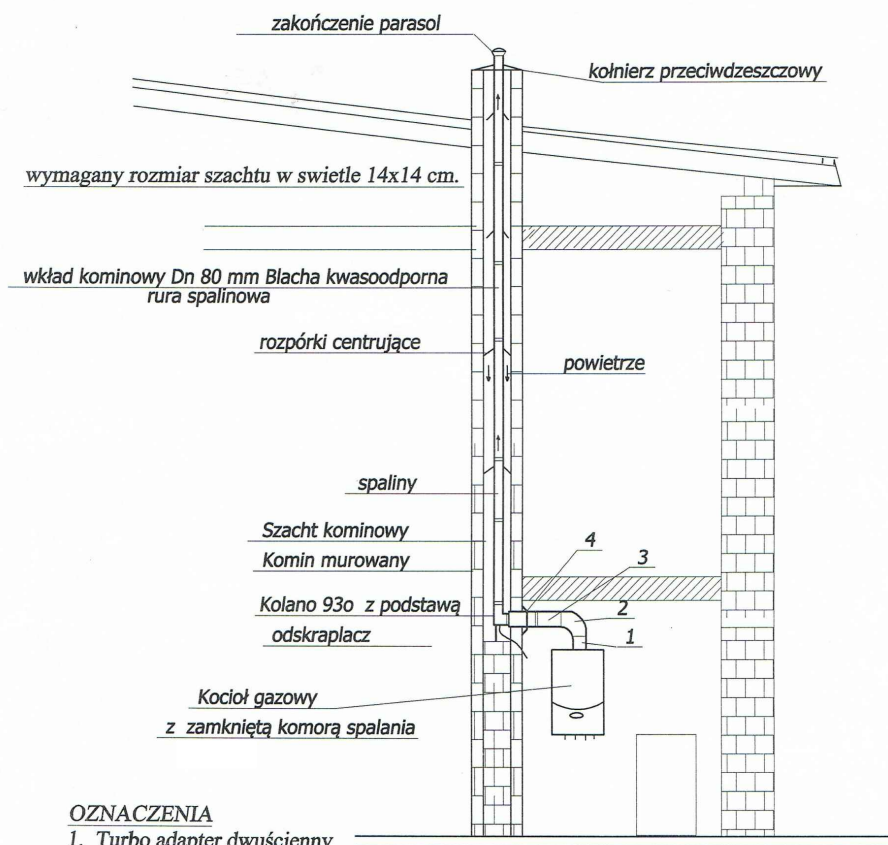 zakończenie parasol
kołnierz przeciwdzeszczowy
wymagany rozmiar szachtu w swietle 14x14 cm.
wkład kominowy Dn 80 mm Blacha kwasoodporna
rura spalinowa
rozpórki centrujące
powietrze
spaliny
Szacht kominowy
Komin murowany
4
3
Kolano 93o z podstawą
2
odskraplacz
1
Kocioł gazowy
z zamkniętą komorą spalania
OZNACZENIA
1. Turbo adapter dwuścienny